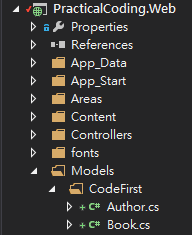 PracticalCoding.Web
Properties
References
App_Data
App_Start
Areas
Content
Controllers
fonts
Models
CodeFirst
C# Author.cs
C# Book.cs